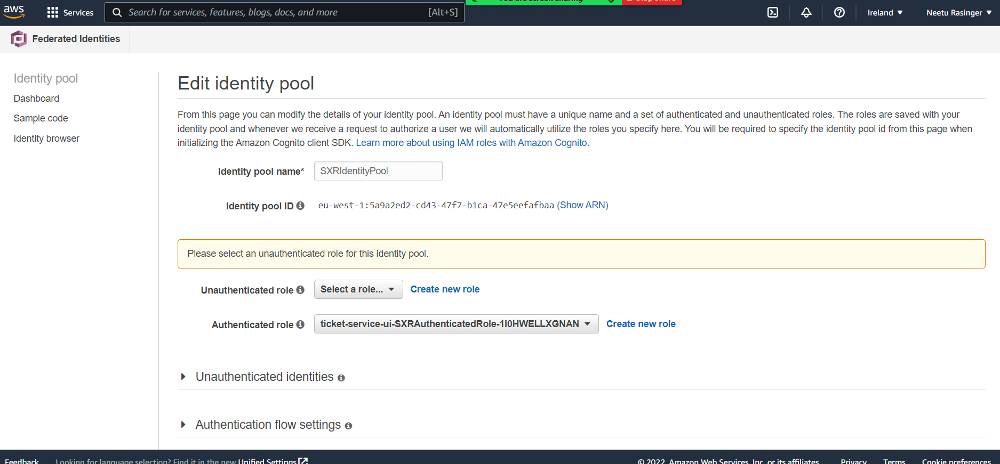 You are screen sharing Stop Share
aws Services Search for services, features, blogs, docs, and more [Alt+S] Ireland Neetu Rasinger
Federated Identities
Identity pool
Dashboard
Sample code
Identity browser
Edit identity pool
From this page you can modify the details of your identity pool. An identity pool must have a unique name and a set of authenticated and unauthenticated roles. The roles are saved with your
identity pool and whenever we receive a request to authorize a user we will automatically utilize the roles you specify here. You will be required to specify the identity pool id from this page when
initializing the Amazon Cognito client SDK. Learn more about using IAM roles with Amazon Cognito.
Identity pool name* SXRIdentityPool
Identity pool ID eu-west-1:5a9a2ed2-cd43-47f7-b1ca-47e5eefafbaa (Show ARN)
Please select an unauthenticated role for this identity pool.
Unauthenticated role Select a role... Create new role
Authenticated role ticket-service-ui-SXRAuthenticatedRole-1I0HWELLXGNAN Create new role
Unauthenticated identities
Authentication flow settings
Feedback Looking for language selection? Find it in the new Unified Settings © 2022, Amazon Web Services, Inc. or its affiliates. Privacy Terms Cookie preferences